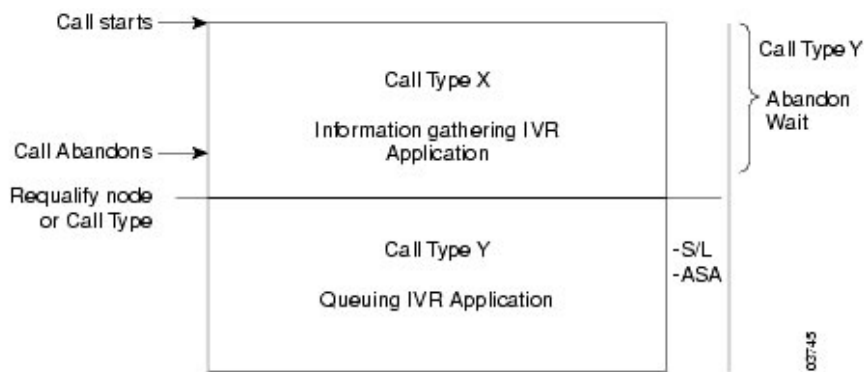 Call starts
Call Type X
Information gathering IVR
Application
Call Abandons
Requalify node
or Call Type
Call Type Y
Queuing IVR Application
-S/L
-ASA
Call Type Y
Abandon
Wait
03745